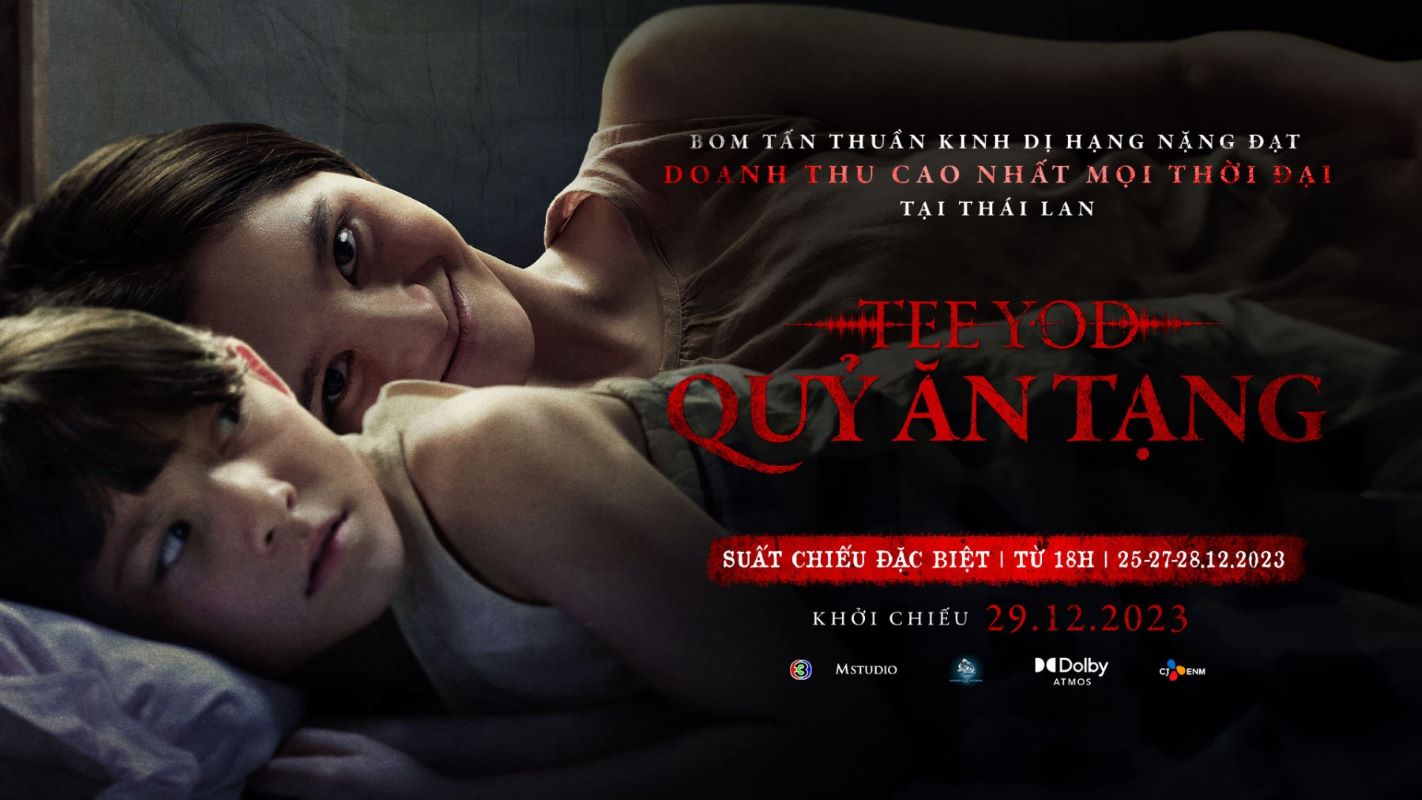 BOM TẤN THUẦN KINH DỊ HẠNG NẶNG ĐẠT
DOANH THU CAO NHẤT MỌI THỜI ĐẠI
TẠI THÁI LAN
TEE YOD
QUỶ ĂN TẠNG
SUẤT CHIẾU ĐẶC BIỆT | TỪ 18H | 25-27-28.12.2023
KHỞI CHIẾU 29.12.2023
3 M STUDIO Dolby ATMOS CJ ENM